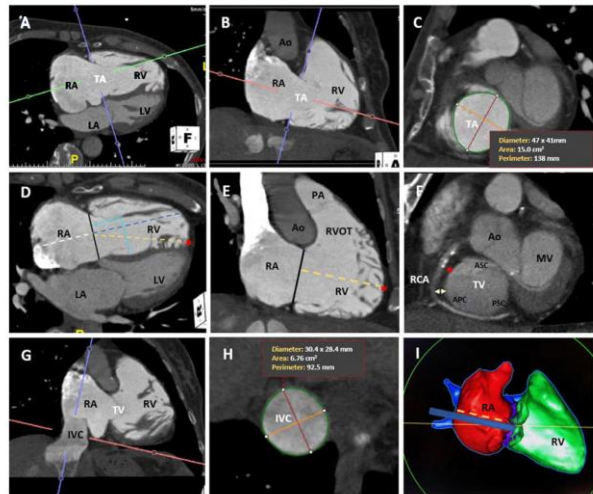 A
TA
RV
RA
LV
LA
F
P
B
Ao
RA
RV
TA
A
C
TA
Diameter: 47 x 41mm
Area: 15.0 cm²
Perimeter: 138 mm
D
RA
RV
LA
LV
E
PA
Ao
RVOT
RA
RV
F
Ao
MV
ASC
RCA
TV
APC
PSC
G
RA
TV
RV
IVC
H
Diameter: 30.4 x 28.4 mm
Area: 6.76 cm²
Perimeter: 92.5 mm
IVC
I
RA
RV